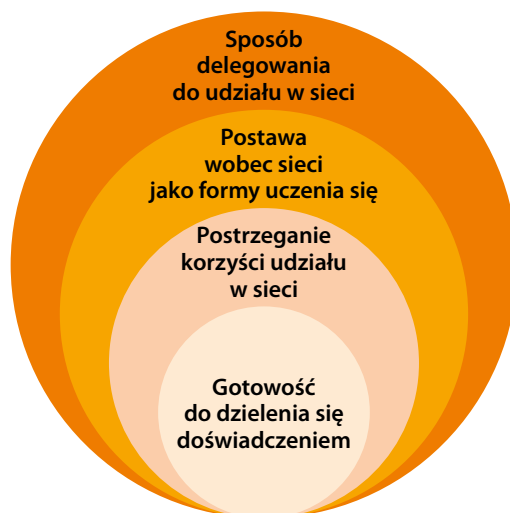 Sposób
delegowania
do udziału w sieci
Postawa
wobec sieci
jako formy uczenia się
Postrzeganie
korzyści udziału
w sieci
Gotowość
do dzielenia się
doświadczeniem